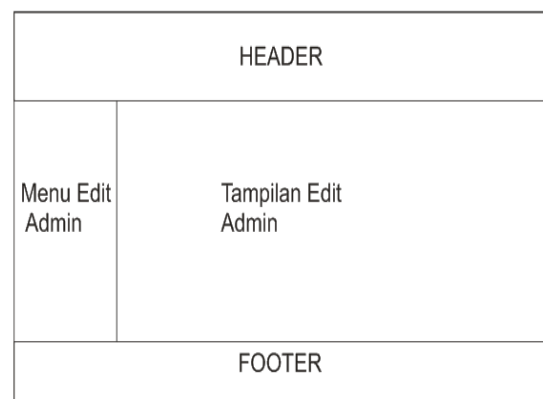 HEADER
Menu Edit
Admin
Tampilan Edit
Admin
FOOTER